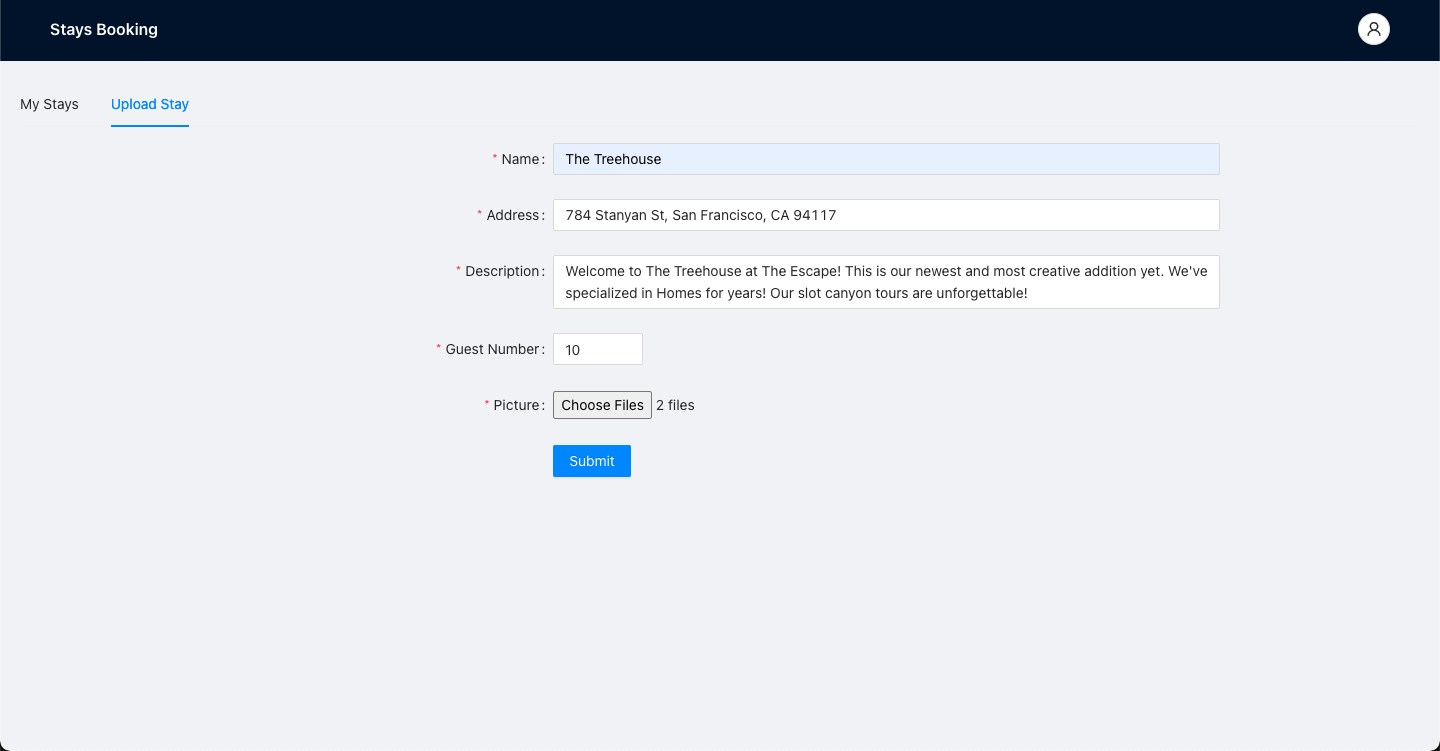 Stays Booking
My Stays
Upload Stay
* Name:
The Treehouse
* Address:
784 Stanyan St, San Francisco, CA 94117
* Description:
Welcome to The Treehouse at The Escape! This is our newest and most creative addition yet. We've
specialized in Homes for years! Our slot canyon tours are unforgettable!
* Guest Number:
10
* Picture:
Choose Files 2 files
Submit